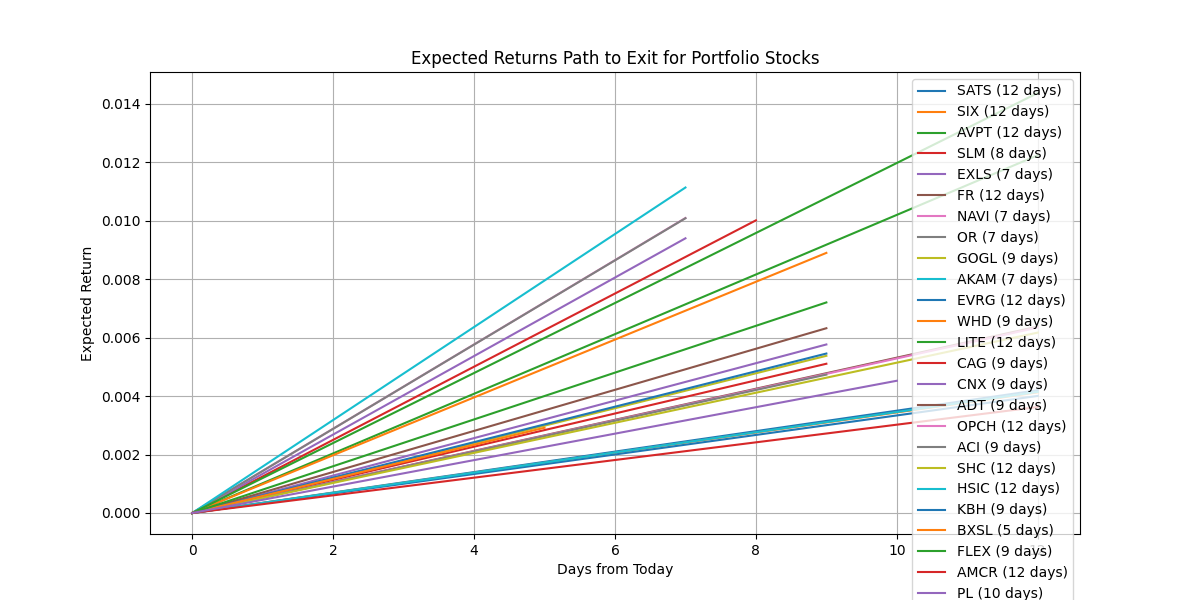 Expected Returns Path to Exit for Portfolio Stocks
Expected Return
0.014
0.012
0.010
0.008
0.006
0.004
0.002
0.000
0
2
4
6
8
10
Days from Today
SATS (12 days)
SIX (12 days)
AVPT (12 days)
SLM (8 days)
EXLS (7 days)
FR (12 days)
NAVI (7 days)
OR (7 days)
GOGL (9 days)
AKAM (7 days)
EVRG (12 days)
WHD (9 days)
LITE (12 days)
CAG (9 days)
CNX (9 days)
ADT (9 days)
OPCH (12 days)
ACI (9 days)
SHC (12 days)
HSIC (12 days)
KBH (9 days)
BXSL (5 days)
FLEX (9 days)
AMCR (12 days)
PL (10 days)